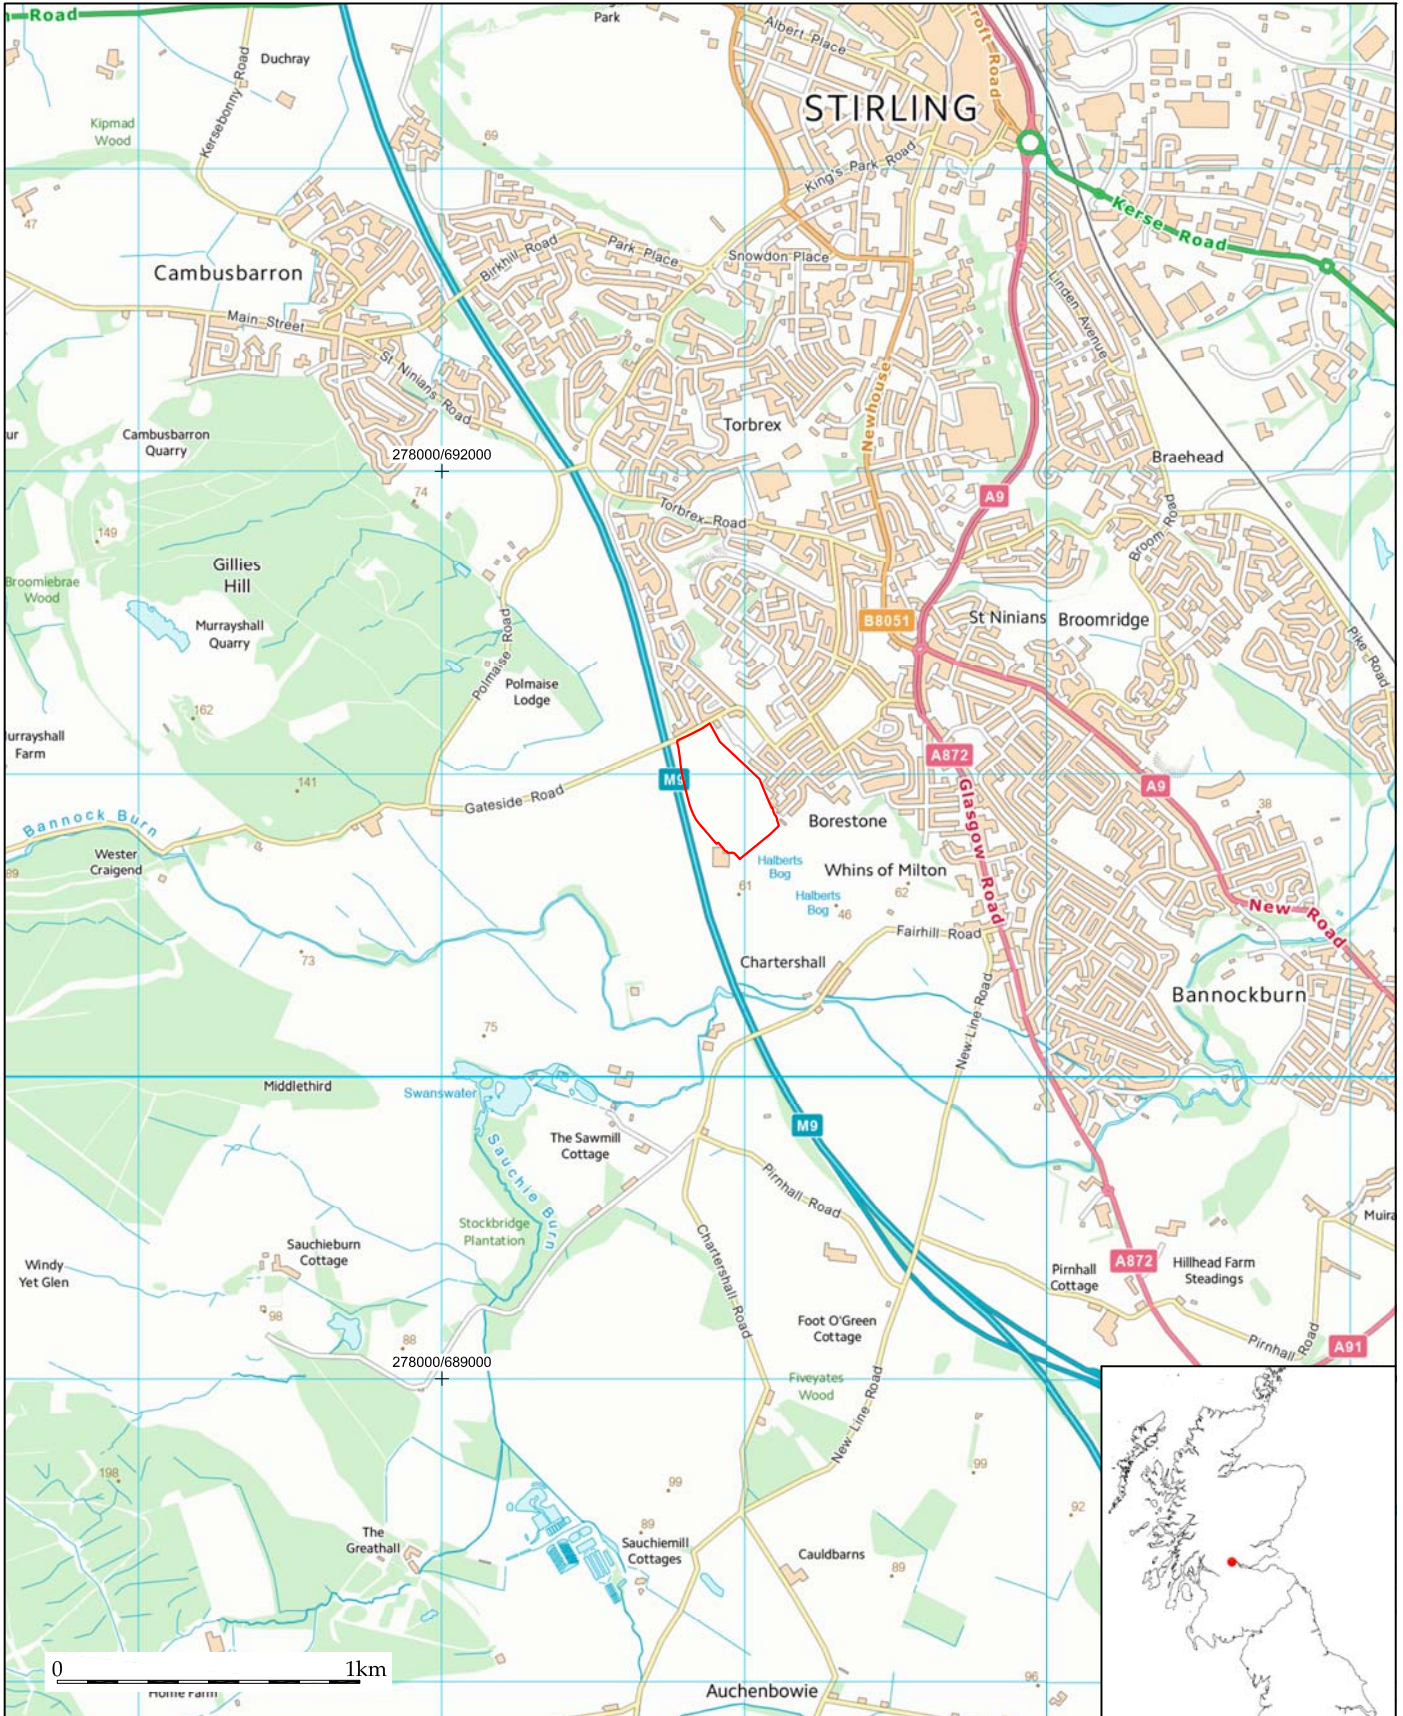 Road
Duchray
Park
Albert Place
croft Road
Kersebonny Road
Kipmad
Wood
69
STIRLING
King's Park Road
Kerse Road
47
Cambusbarron
Birkhill Road
Park Place
Snowdon Place
Linden Avenue
Main Street
St Ninians Road
Newhouse
Torbrex
ur
Cambusbarron
Quarry
278000/692000
Braehead
74
A9
149
Torbrex Road
Broom Road
Gillies
Hill
Broomiebrae
Wood
Murrayshall
Quarry
Polmaise Road
B8051
St Ninians
Broomridge
Pike Road
Polmaise
Lodge
162
urrayshall
Farm
141
M9
A872
A9
Gateside Road
Glasgow Road
38
Bannock Burn
Borestone
Wester
Craigend
89
Halberts
Bog
Whins of Milton
61
Halberts
Bog
62
46
New Road
Fairhill Road
73
Chartershall
Bannockburn
75
New Line Road
Middlethird
Swanswater
M9
The Sawmill
Cottage
Sauchie Burn
Pirnhall Road
Stockbridge
Plantation
Muira
Chartershall Road
Sauchieburn
Cottage
Windy
Yet Glen
A872
Hillhead Farm
Steadings
Pirnhall
Cottage
98
Foot O'Green
Cottage
88
Pirnhall Road
A91
278000/689000
Fiveyates
Wood
New Line Road
198
99
99
92
The
Greathall
89
Sauchiemill
Cottages
Cauldbarns
89
0 1km
96
Home Farm
Auchenbowie